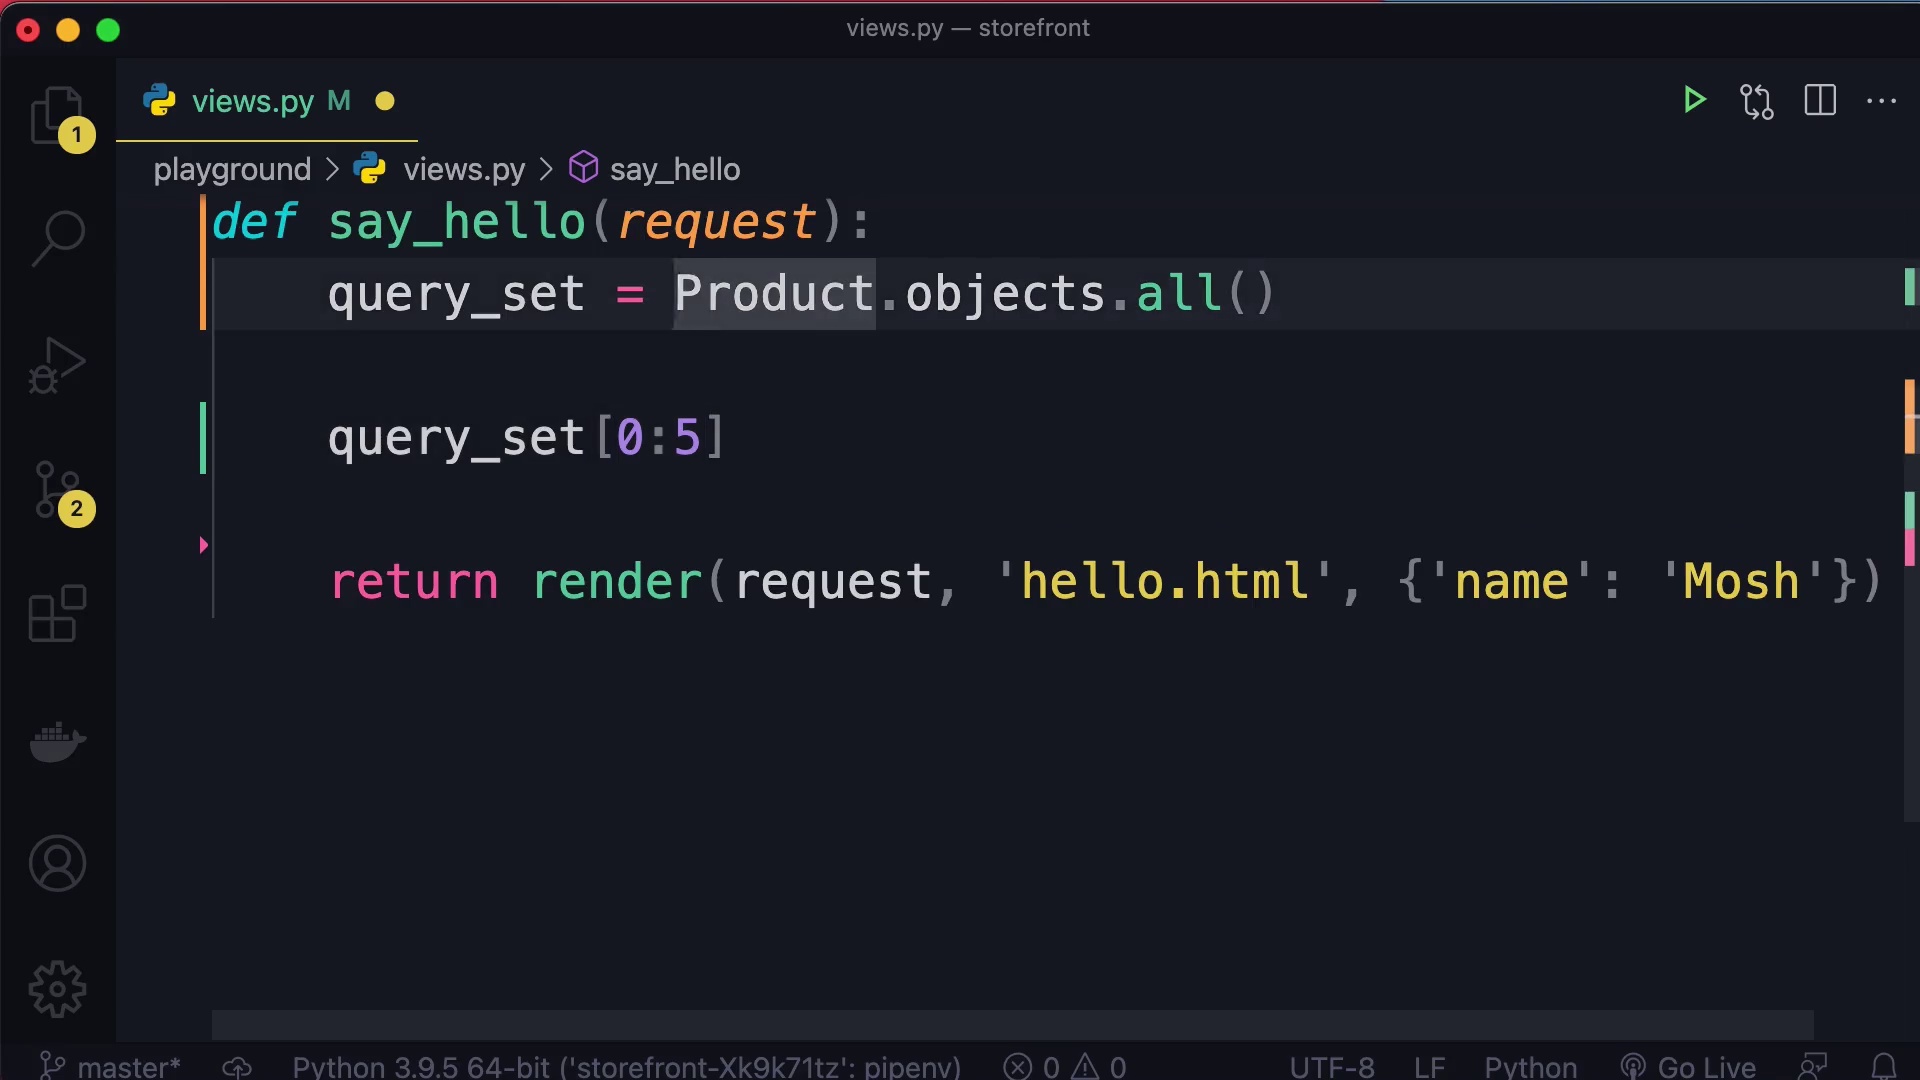 views.py — storefront
views.py M
playground > views.py > say_hello
def say_hello(request):
query_set = Product.objects.all()
query_set[0:5]
return render(request, 'hello.html', {'name': 'Mosh'})
1
2
master* Python 3.9.5 64-bit ('storefront-Xk9k71tz': pipenv) 0 0 UTF-8 LF Python Go Live